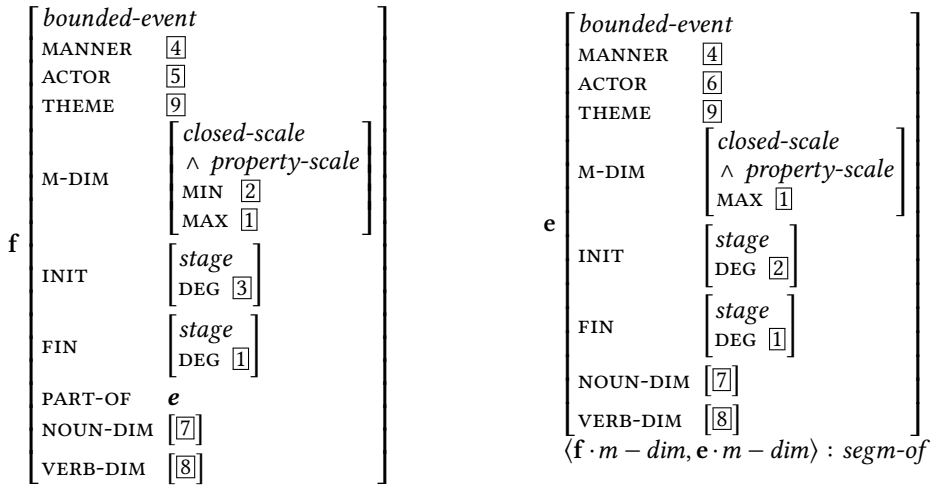 f
bounded-event
MANNER 4
ACTOR 5
THEME 9
M-DIM
closed-scale
∧ property-scale
MIN 2
MAX 1
INIT
stage
DEG 3
FIN
stage
DEG 1
PART-OF e
NOUN-DIM [7]
VERB-DIM [8]
e
bounded-event
MANNER 4
ACTOR 6
THEME 9
M-DIM
closed-scale
∧ property-scale
MAX 1
INIT
stage
DEG 2
FIN
stage
DEG 1
NOUN-DIM [7]
VERB-DIM [8]
⟨f · m − dim, e · m − dim⟩ : segm-of